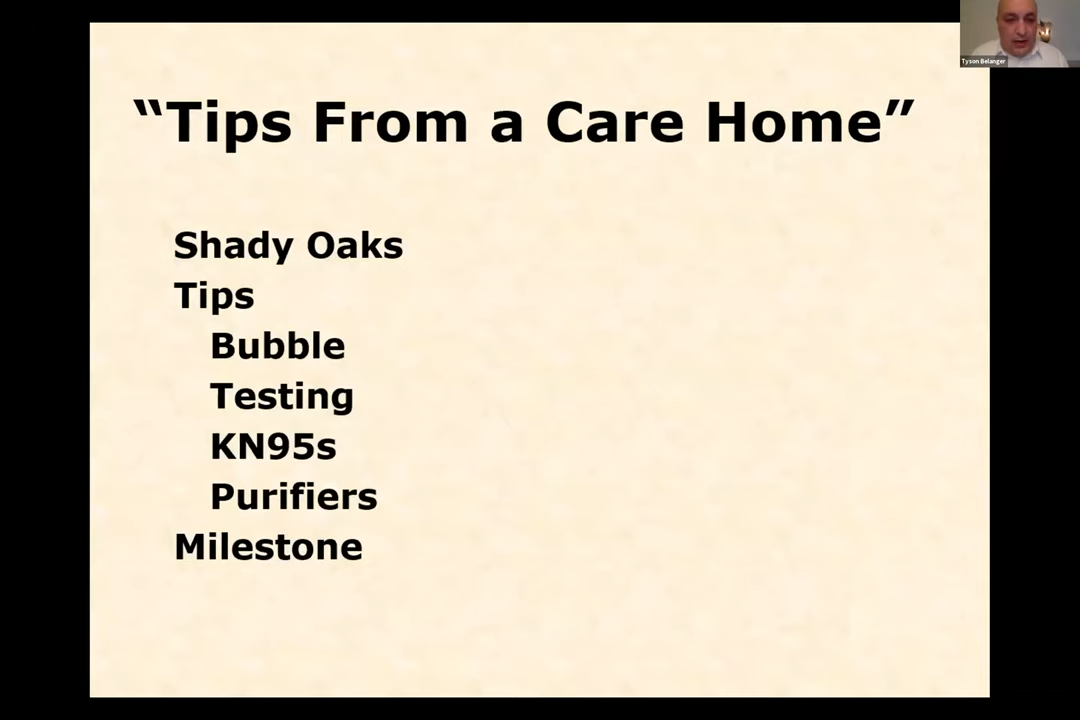 “Tips From a Care Home”
Tyson Belanger
Shady Oaks
Tips
Bubble
Testing
KN95s
Purifiers
Milestone